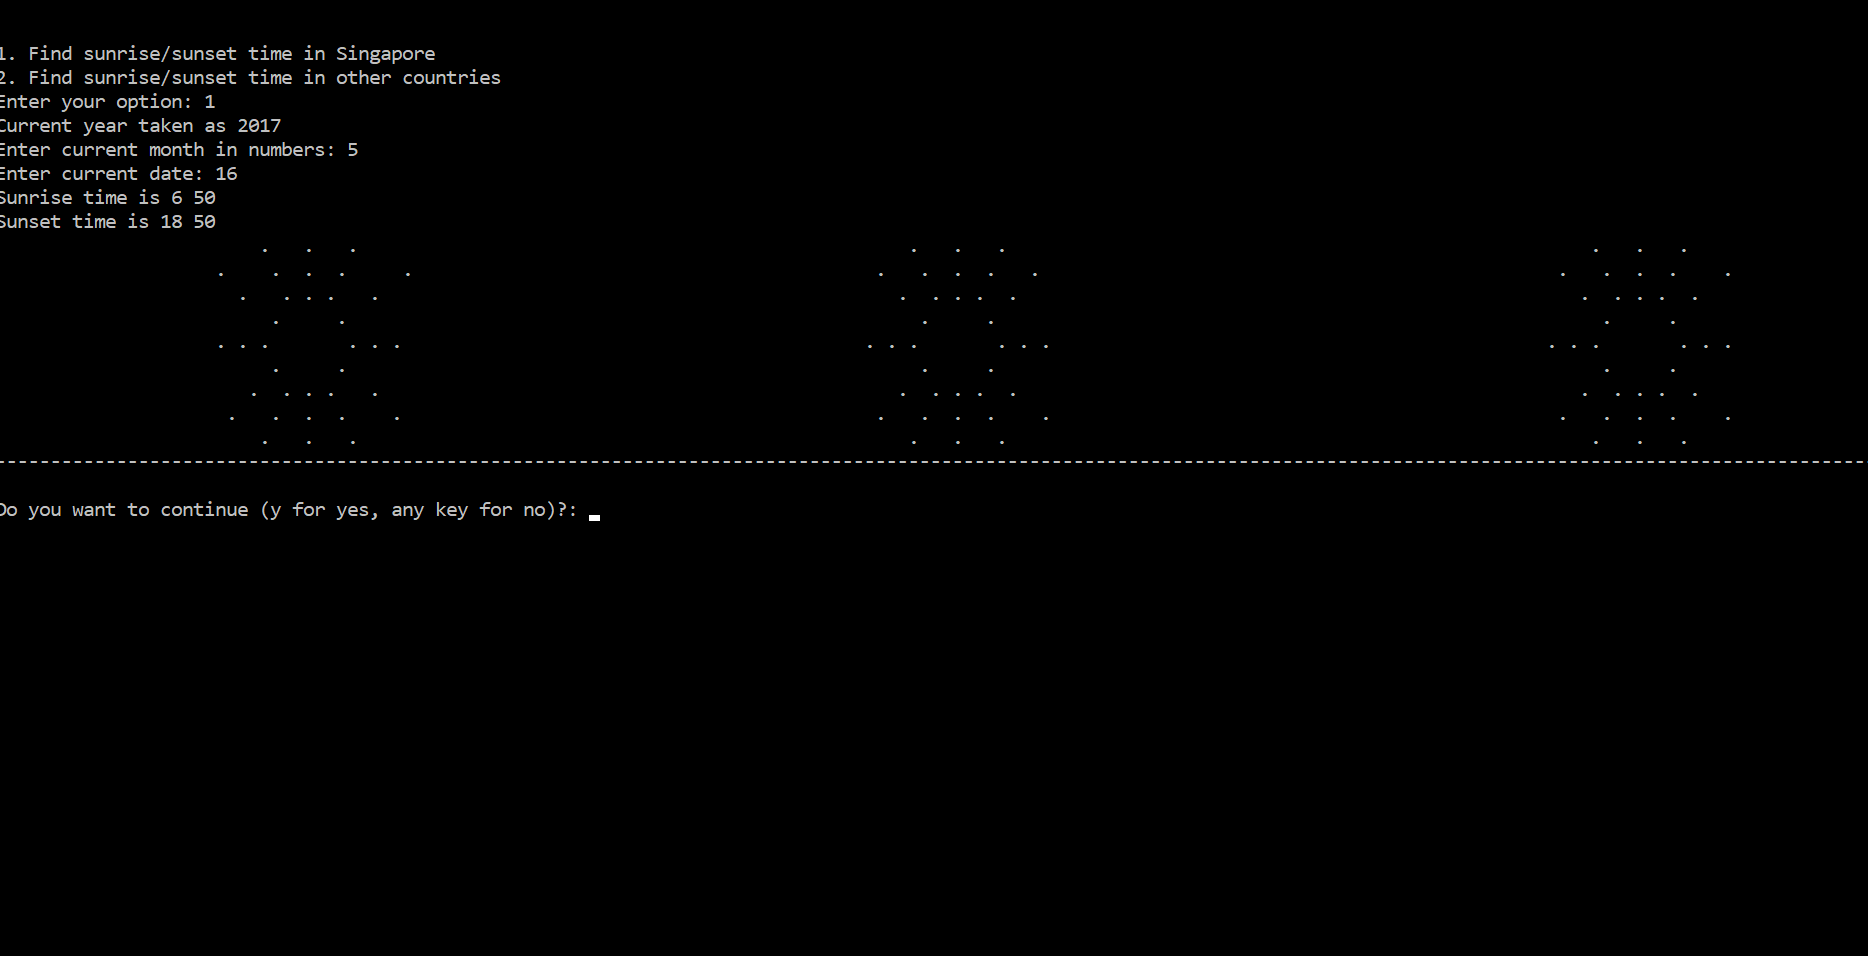 1. Find sunrise/sunset time in Singapore
2. Find sunrise/sunset time in other countries
Enter your option: 1
Current year taken as 2017
Enter current month in numbers: 5
Enter current date: 16
Sunrise time is 6 50
Sunset time is 18 50
Do you want to continue (y for yes, any key for no)?: